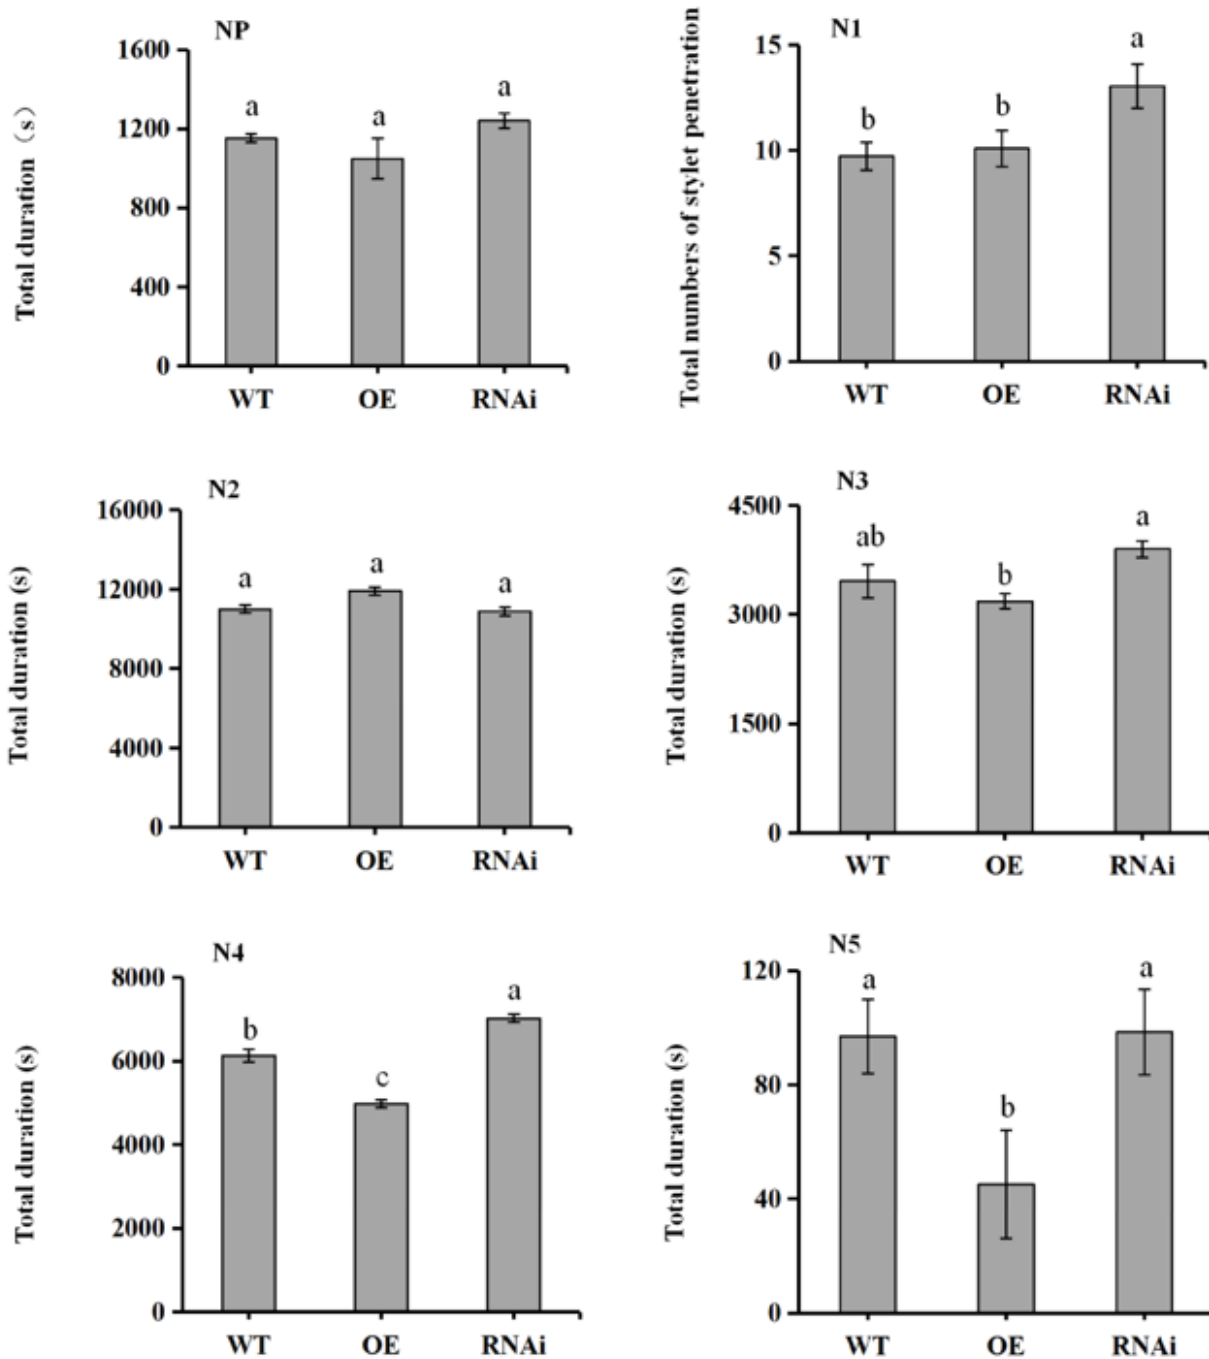 NP
Total duration（s）
1600
1200
800
400
0
a
a
a
WT
OE
RNAi
N1
Total numbers of stylet penetration
15
10
5
0
b
b
a
WT
OE
RNAi
N2
Total duration (s)
16000
12000
8000
4000
0
a
a
a
WT
OE
RNAi
N3
Total duration (s)
4500
3000
1500
0
ab
b
a
WT
OE
RNAi
N4
Total duration (s)
8000
6000
4000
2000
0
b
c
a
WT
OE
RNAi
N5
Total duration (s)
120
80
40
0
a
b
a
WT
OE
RNAi